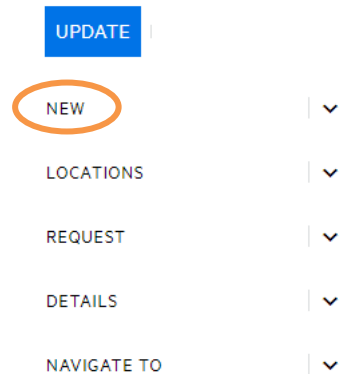 UPDATE
NEW
LOCATIONS
REQUEST
DETAILS
NAVIGATE TO